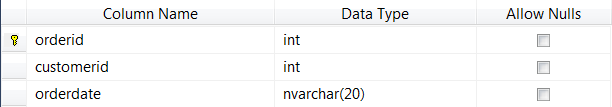 Column Name Data Type Allow Nulls
orderid int
customerid int
orderdate nvarchar(20)